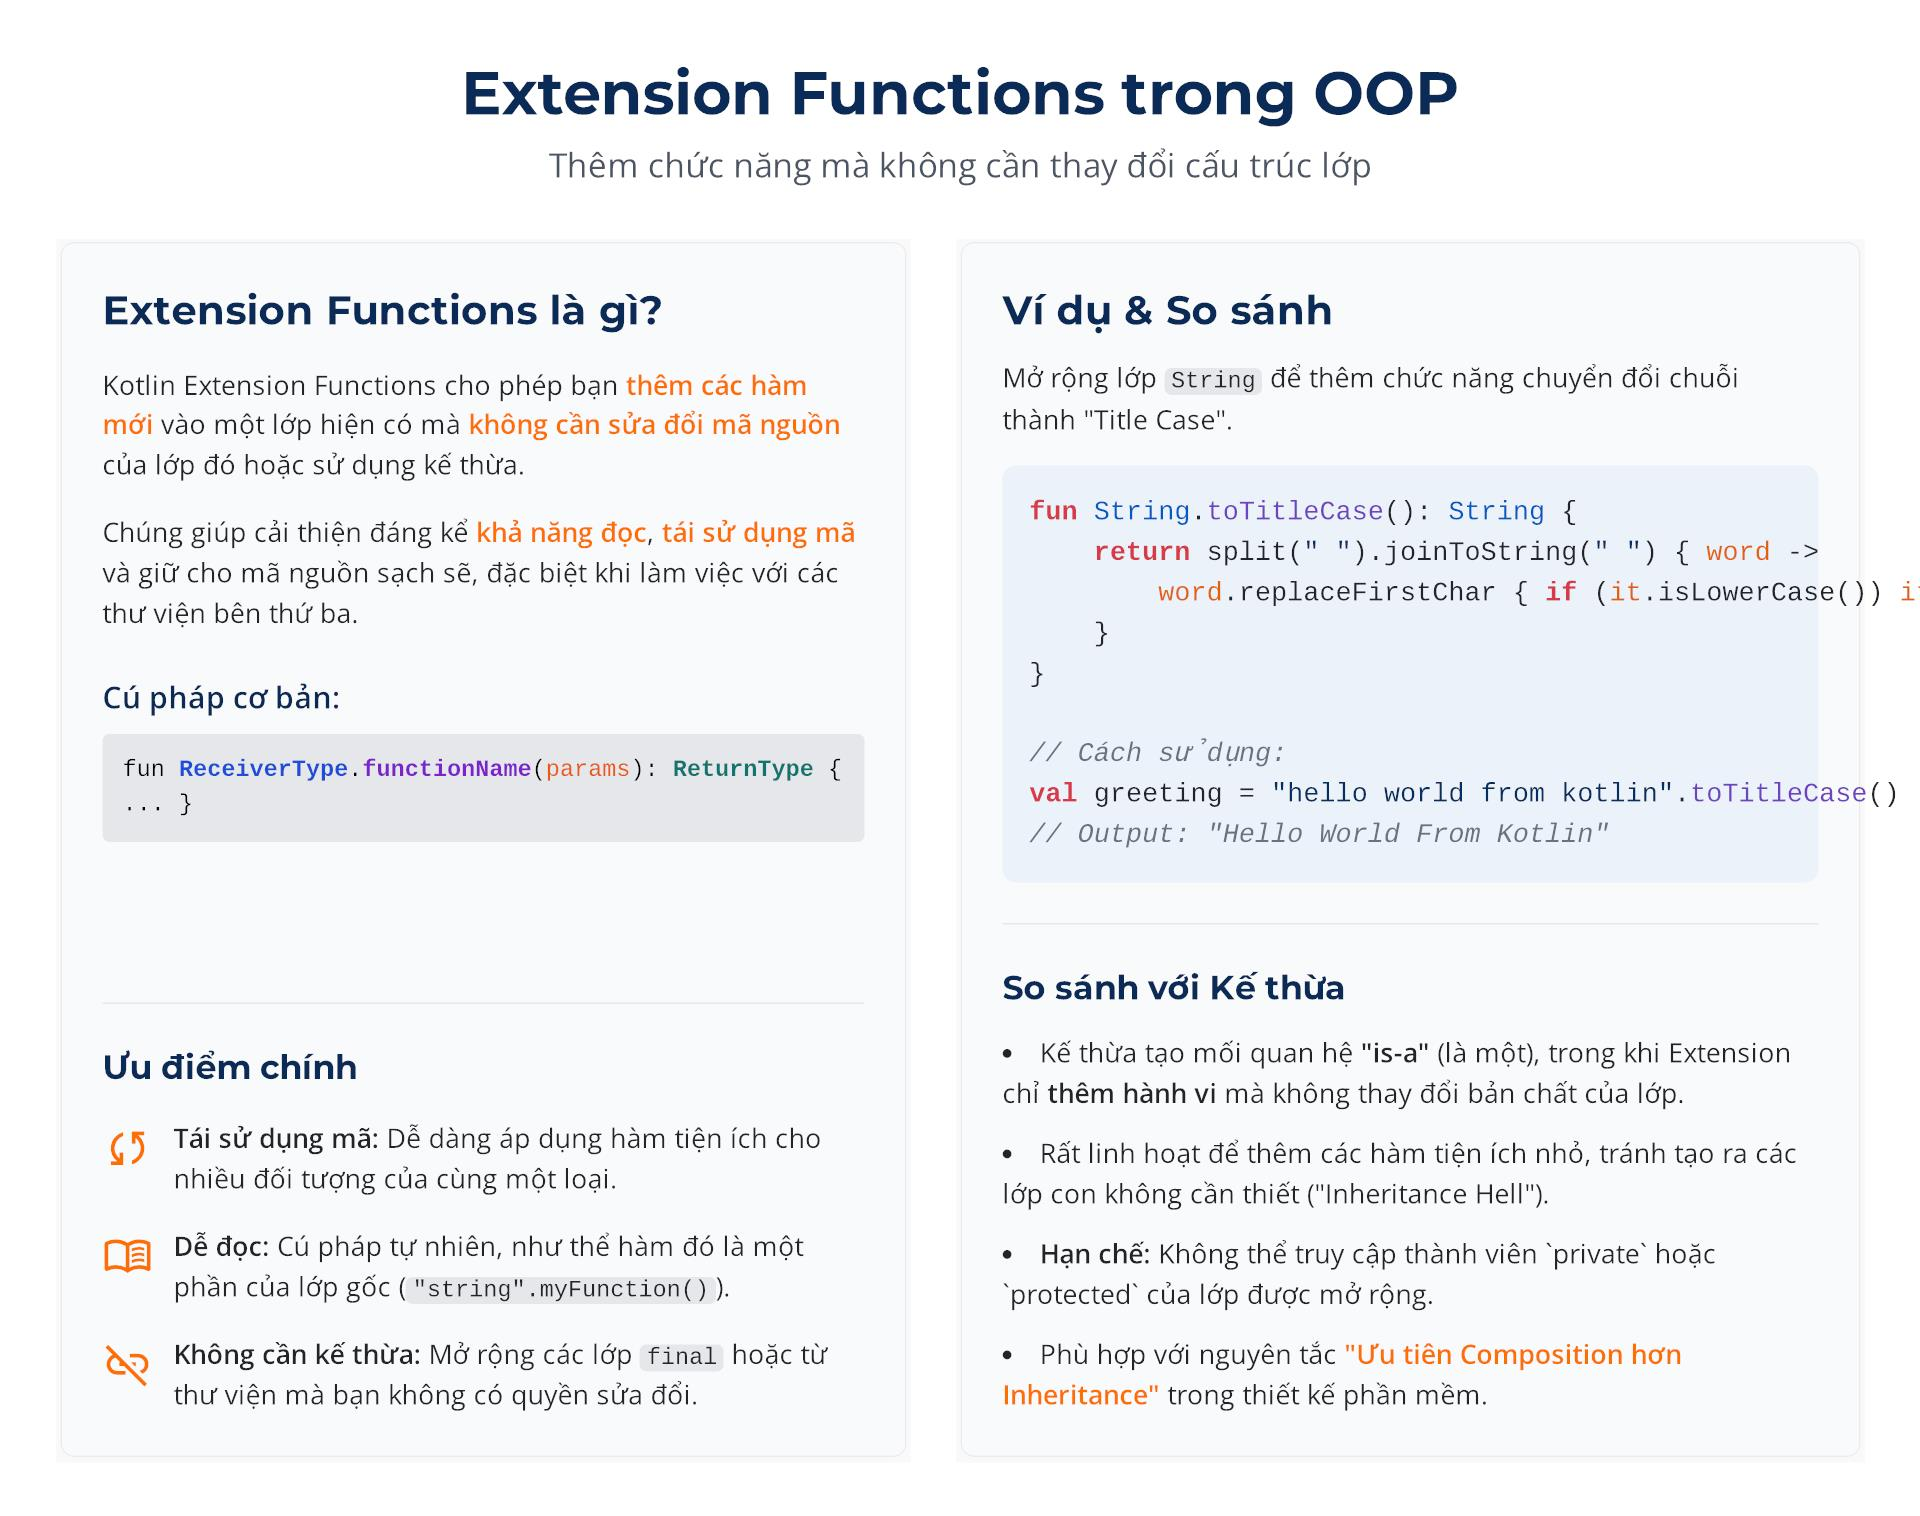 Extension Functions trong OOP
Thêm chức năng mà không cần thay đổi cấu trúc lớp
Extension Functions là gì?
Kotlin Extension Functions cho phép bạn thêm các hàm
mới vào một lớp hiện có mà không cần sửa đổi mã nguồn
của lớp đó hoặc sử dụng kế thừa.
Chúng giúp cải thiện đáng kể khả năng đọc, tái sử dụng mã
và giữ cho mã nguồn sạch sẽ, đặc biệt khi làm việc với các
thư viện bên thứ ba.
Cú pháp cơ bản:
fun ReceiverType.functionName(params): ReturnType {
... }
Ưu điểm chính
Tái sử dụng mã: Dễ dàng áp dụng hàm tiện ích cho
nhiều đối tượng của cùng một loại.
Dễ đọc: Cú pháp tự nhiên, như thể hàm đó là một
phần của lớp gốc ("string".myFunction()).
Không cần kế thừa: Mở rộng các lớp final hoặc từ
thư viện mà bạn không có quyền sửa đổi.
Ví dụ & So sánh
Mở rộng lớp String để thêm chức năng chuyển đổi chuỗi
thành "Title Case".
fun String.toTitleCase(): String {
    return split(" ").joinToString(" ") { word ->
        word.replaceFirstChar { if (it.isLowerCase())
    }
}
// Cách sử dụng:
val greeting = "hello world from kotlin".toTitleCase()
// Output: "Hello World From Kotlin"
So sánh với Kế thừa
• Kế thừa tạo mối quan hệ "is-a" (là một), trong khi Extension
chỉ thêm hành vi mà không thay đổi bản chất của lớp.
• Rất linh hoạt để thêm các hàm tiện ích nhỏ, tránh tạo ra các
lớp con không cần thiết ("Inheritance Hell").
• Hạn chế: Không thể truy cập thành viên `private` hoặc
`protected` của lớp được mở rộng.
• Phù hợp với nguyên tắc "Ưu tiên Composition hơn
Inheritance" trong thiết kế phần mềm.